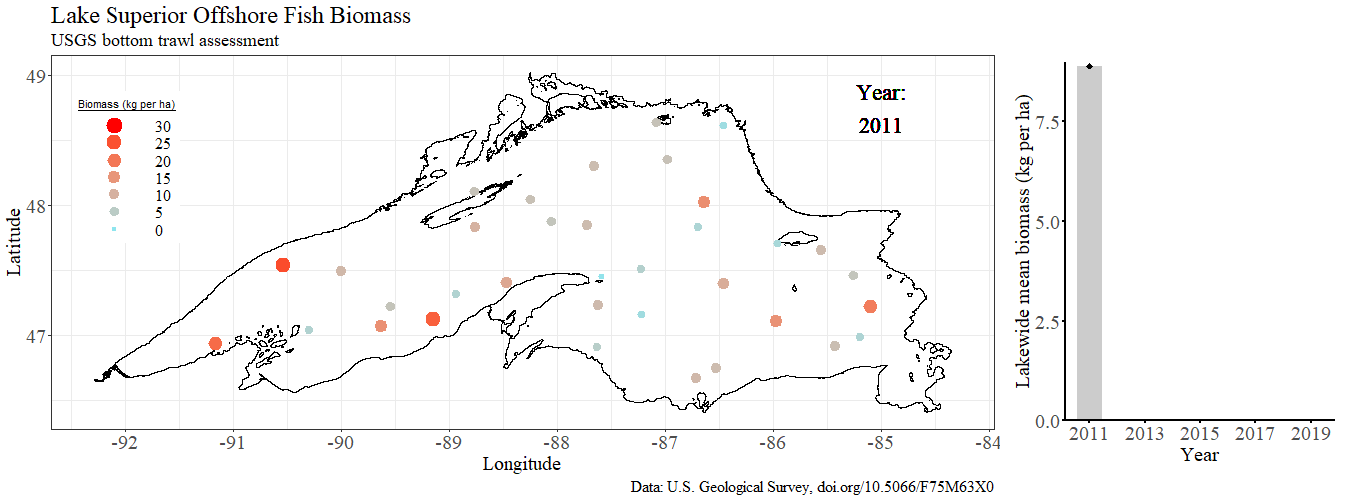 Lake Superior Offshore Fish Biomass
USGS bottom trawl assessment
Biomass (kg per ha)
30
25
20
15
10
5
0
Year:
2011
49
48
47
Latitude
-92 -91 -90 -89 -88 -87 -86 -85 -84
Longitude
Data: U.S. Geological Survey, doi.org/10.5066/F75M63X0
Lakewide mean biomass (kg per ha)
7.5
5.0
2.5
0.0
2011 2013 2015 2017 2019
Year